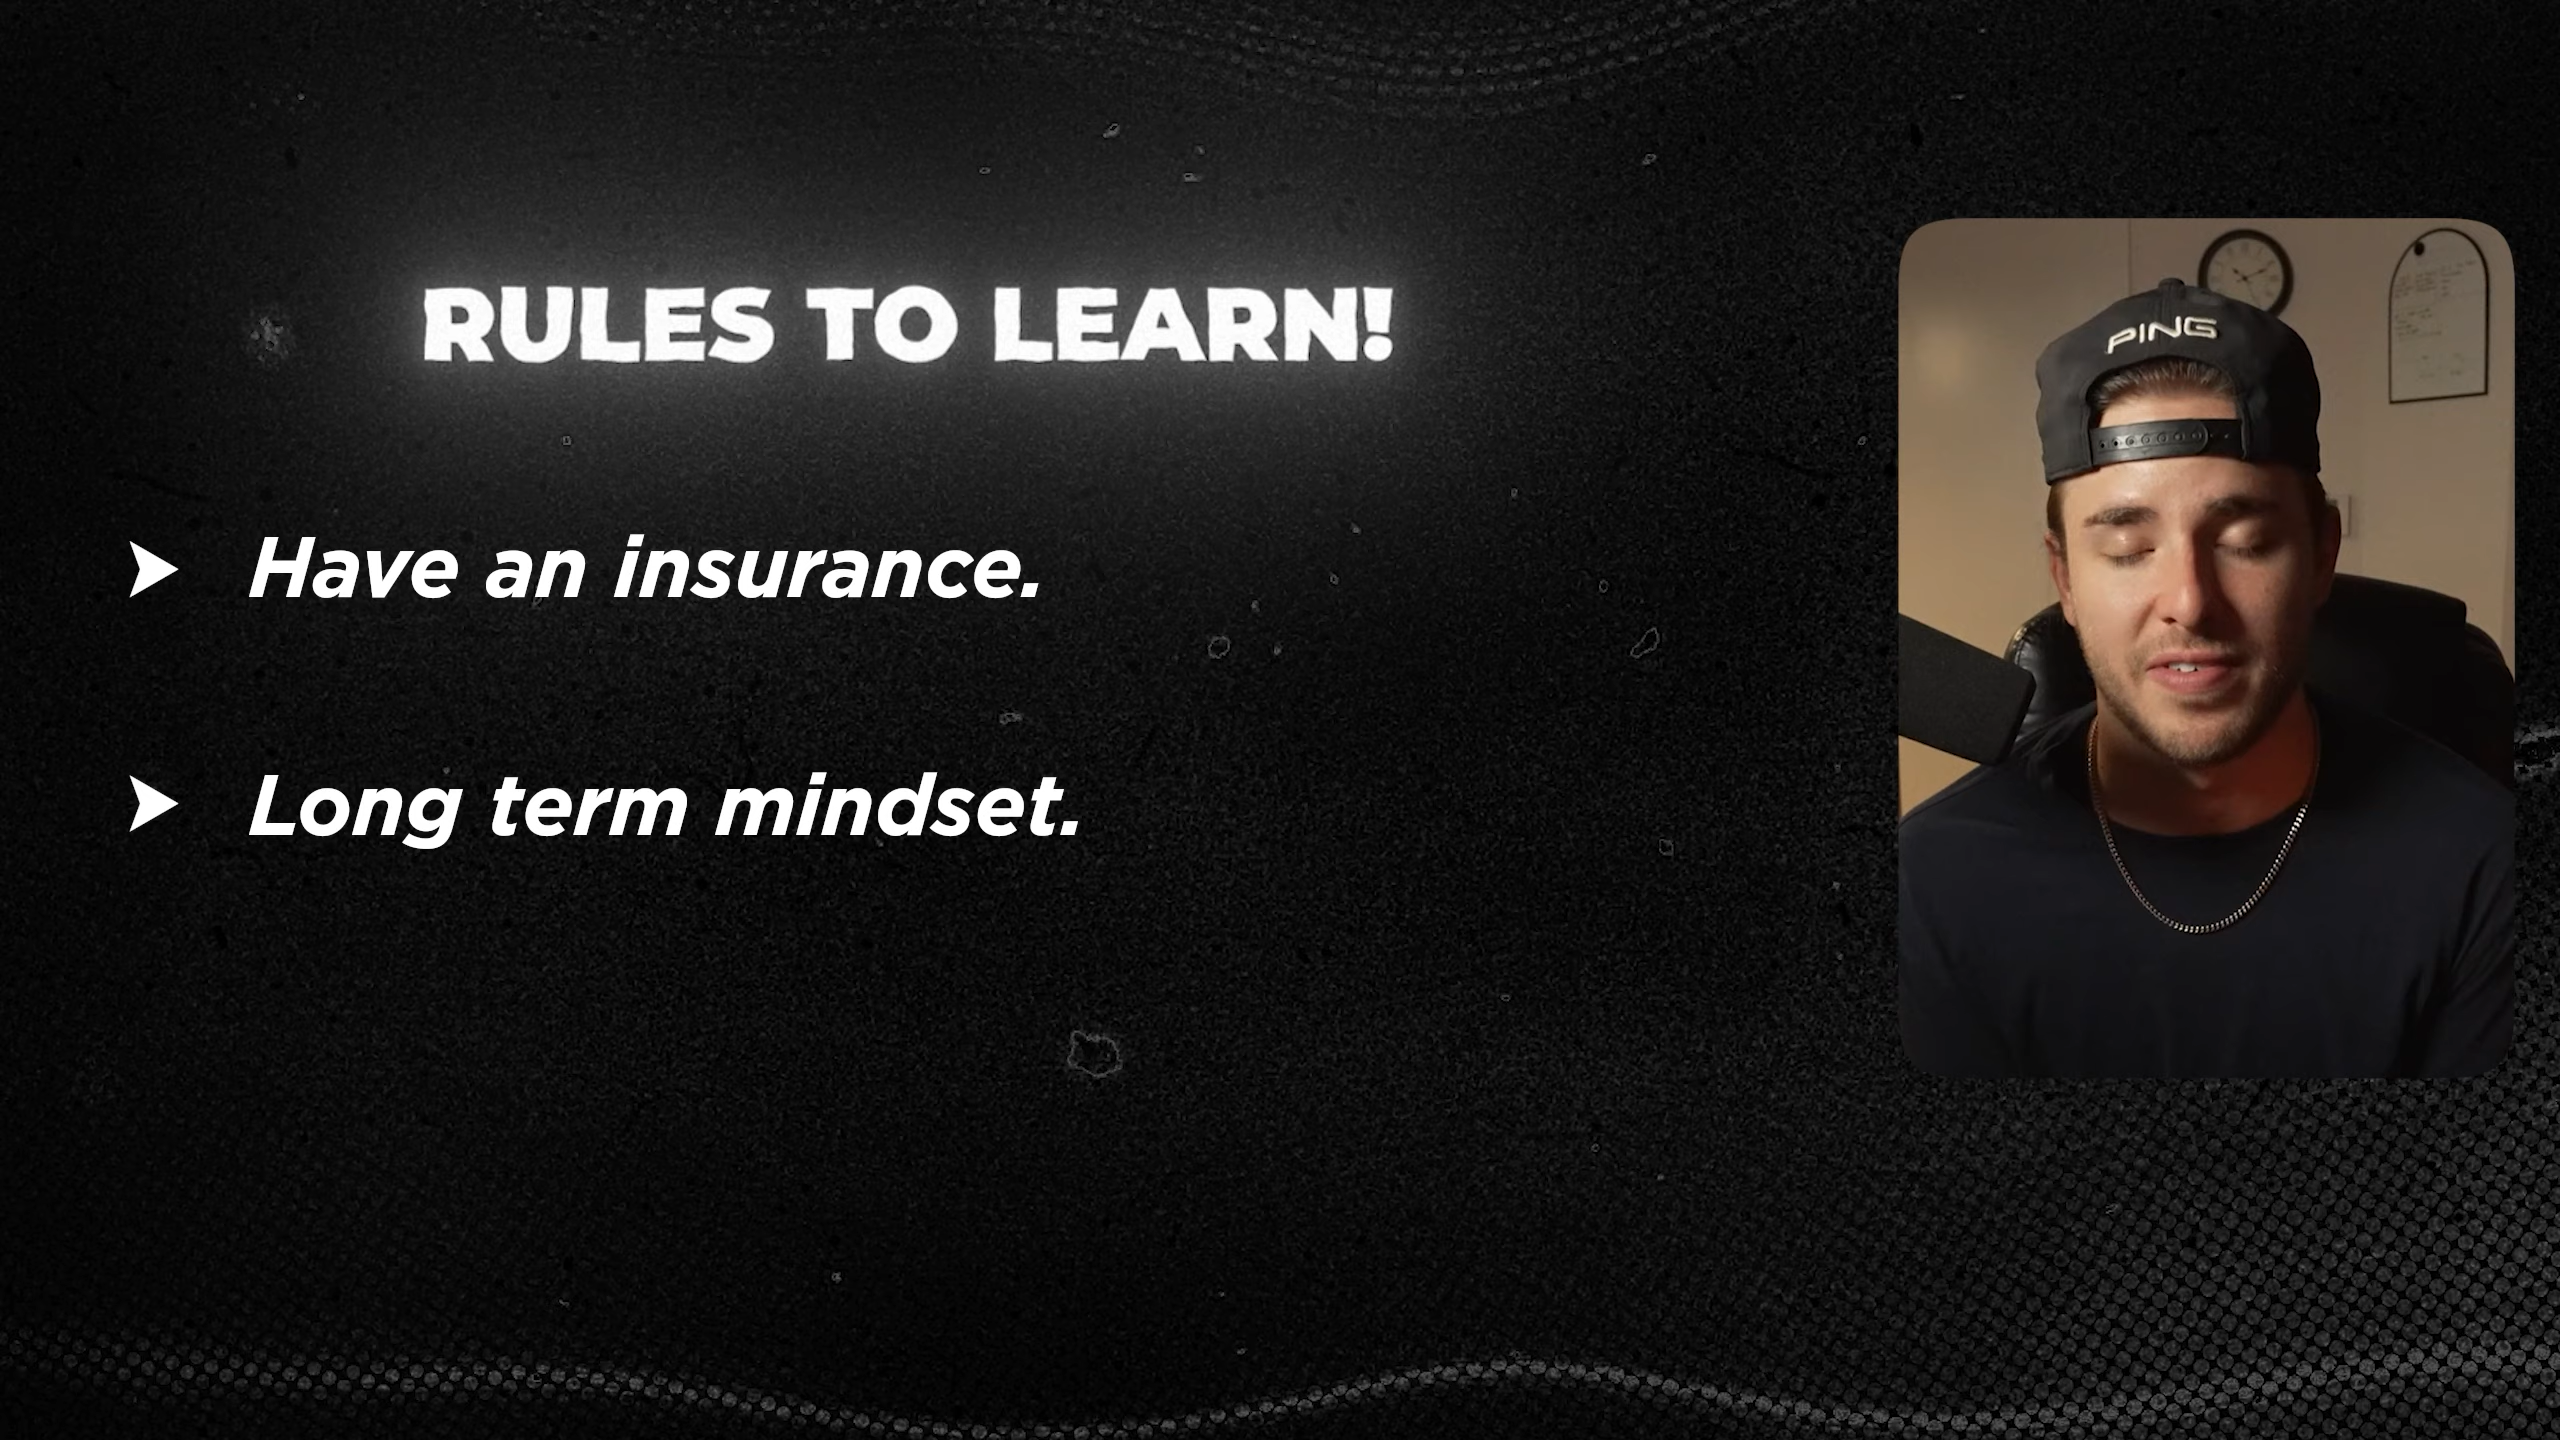 RULES TO LEARN!
PING
Have an insurance.
Long term mindset.